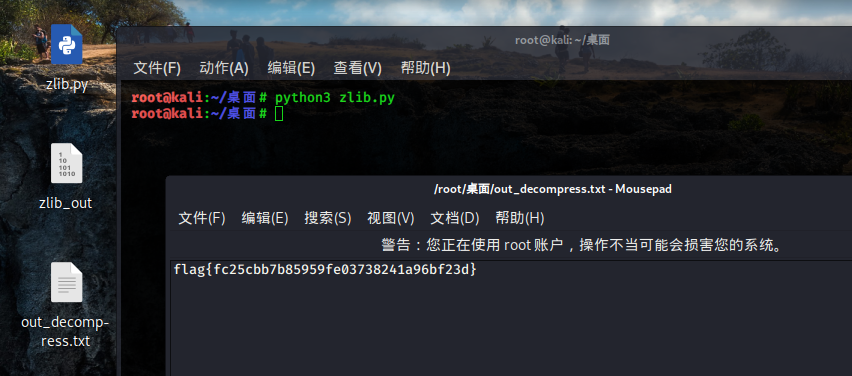 zlib.py
zlib_out
out_decomp-
ress.txt
root@kali: ~/桌面
文件(F) 动作(A) 编辑(E) 查看(V) 帮助(H)
root@kali:~/桌面# python3 zlib.py
root@kali:~/桌面#
/root/桌面/out_decompress.txt - Mousepad
文件(F) 编辑(E) 搜索(S) 视图(V) 文档(D) 帮助(H)
警告：您正在使用 root 账户，操作不当可能会损害您的系统。
flag{fc25cbb7b85959fe03738241a96bf23d}
1
10
101
1010